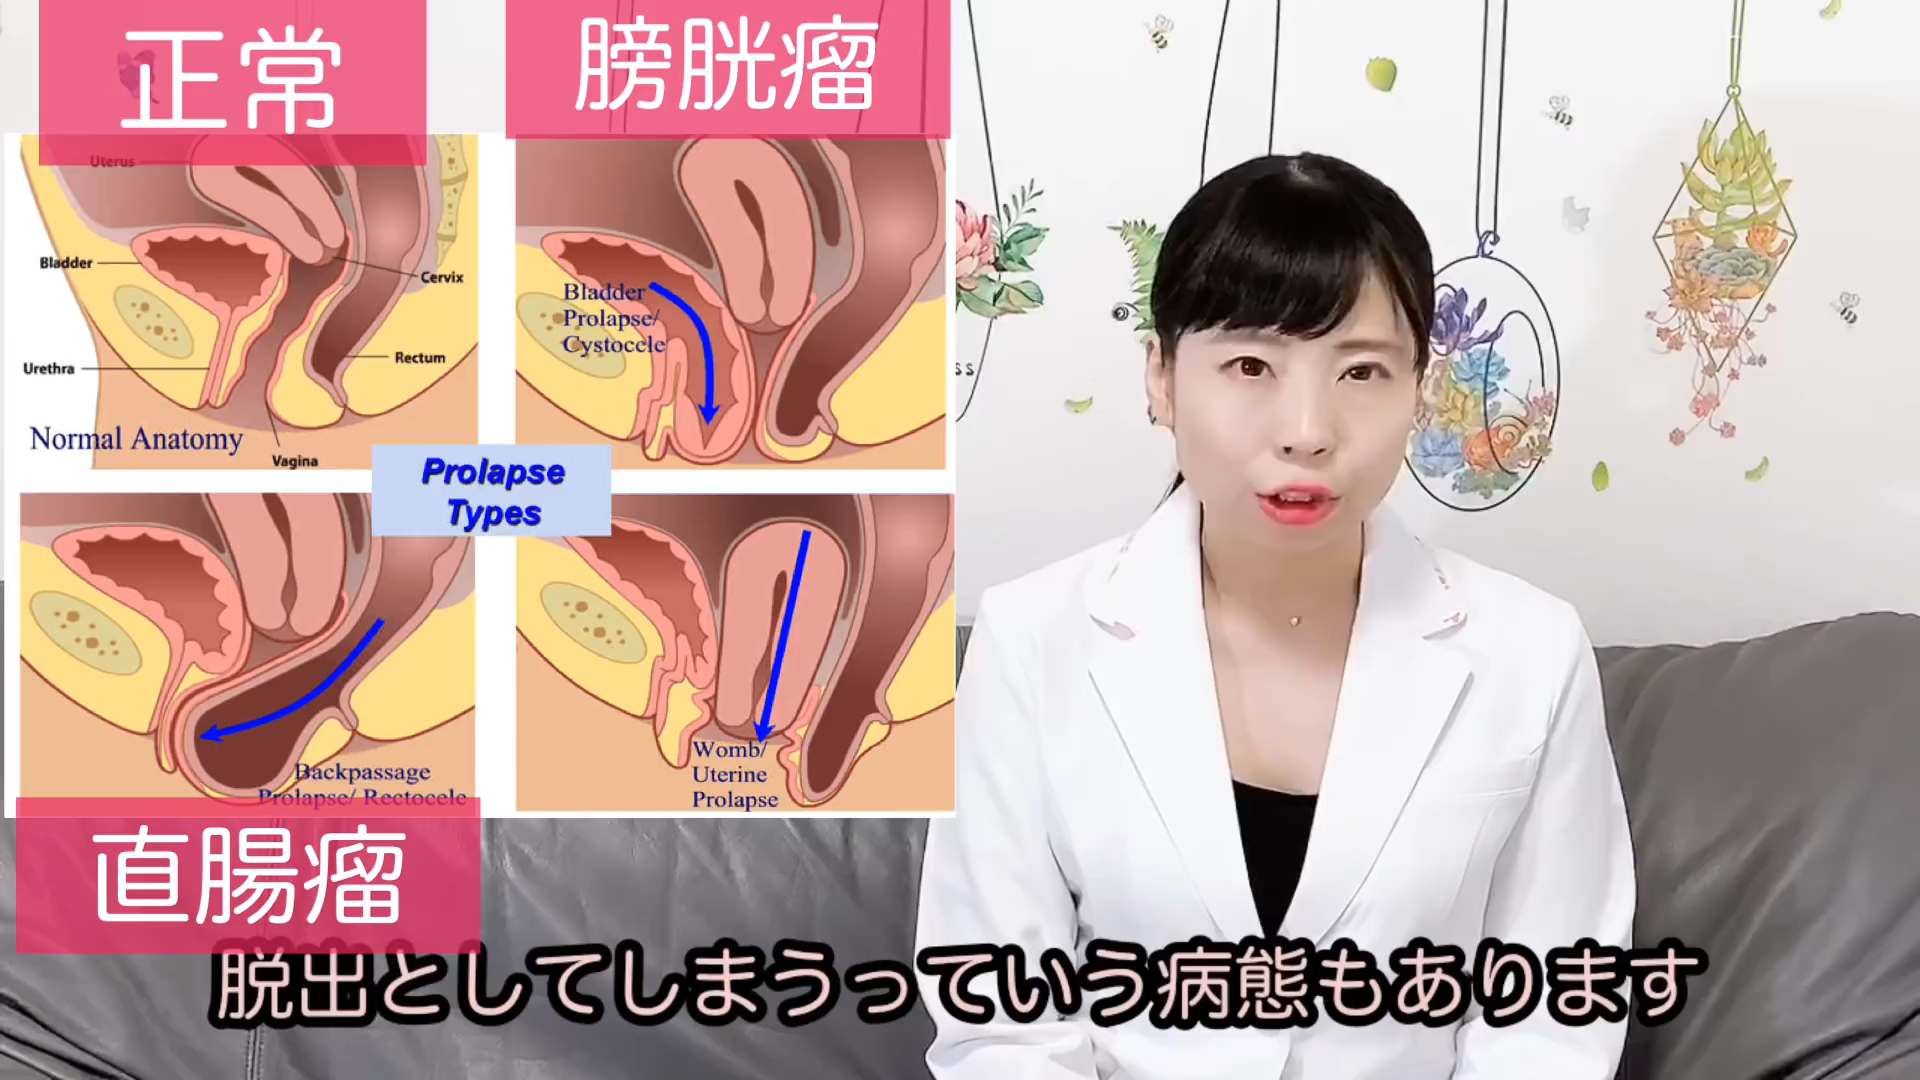 正常
膀胱瘤
Uterus
Bladder
Cervix
Rectum
Urethra
Normal Anatomy
Vagina
Bladder
Prolapse/
Cystocele
Prolapse
Types
Backpassage
Prolapse/ Rectocele
Womb/
Uterine
Prolapse
直腸瘤
脱出としてしまうっていう病態もあります